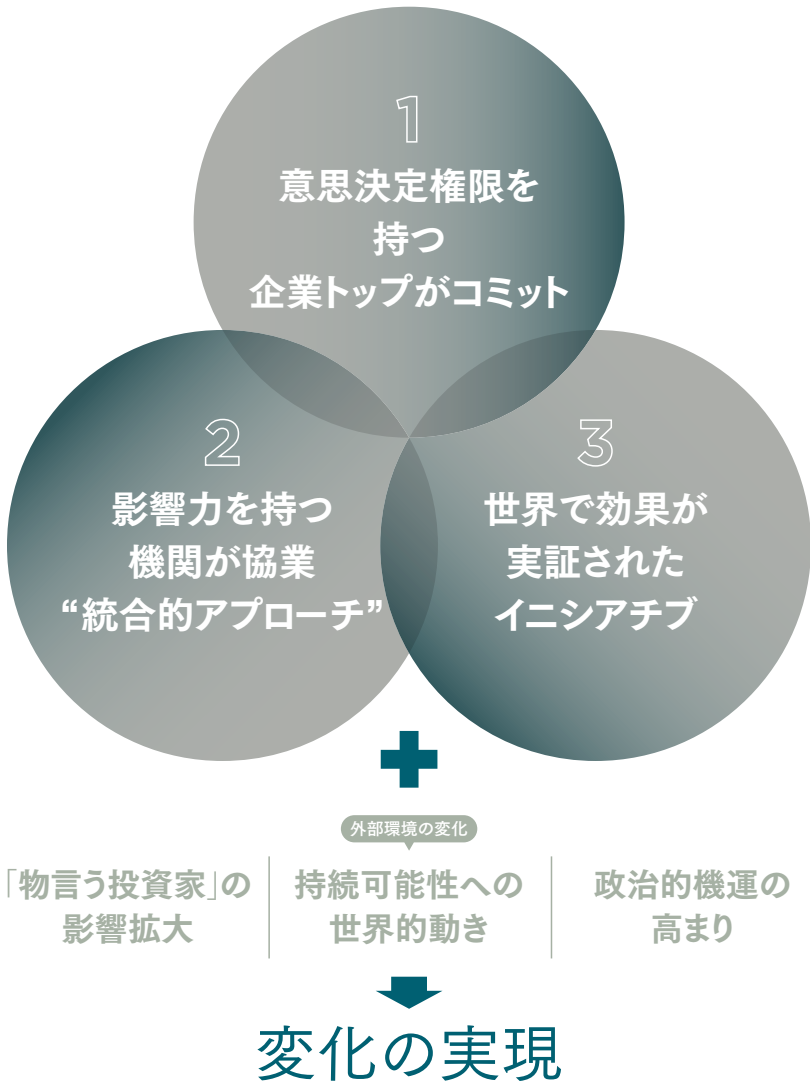 1
意思決定権限を
持つ
企業トップがコミット
2
影響力を持つ
機関が協業
“統合的アプローチ”
3
世界で効果が
実証された
イニシアチブ
外部環境の変化
「物言う投資家」の
影響拡大
持続可能性への
世界的動き
政治的機運の
高まり
変化の実現